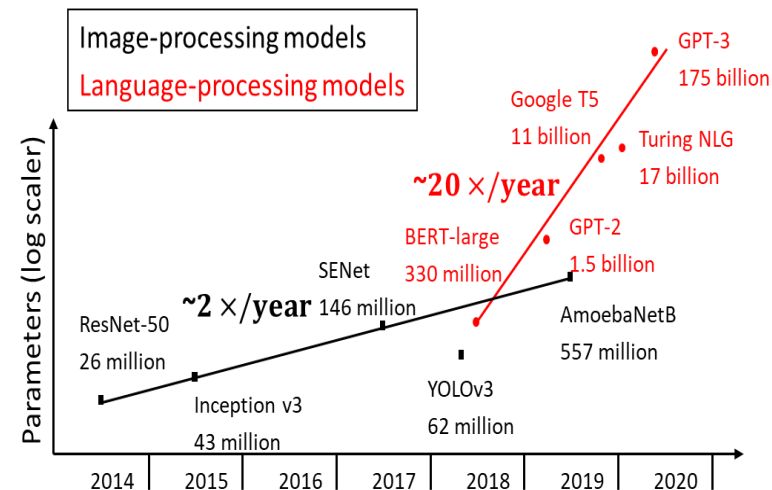 Image-processing models
Language-processing models
GPT-3
175 billion
Google T5
11 billion
Turing NLG
17 billion
~20 ×/year
BERT-large
330 million
GPT-2
1.5 billion
SENet
146 million
~2 ×/year
ResNet-50
26 million
AmoebaNetB
557 million
Inception v3
43 million
YOLOv3
62 million
Parameters (log scaler)
2014 2015 2016 2017 2018 2019 2020